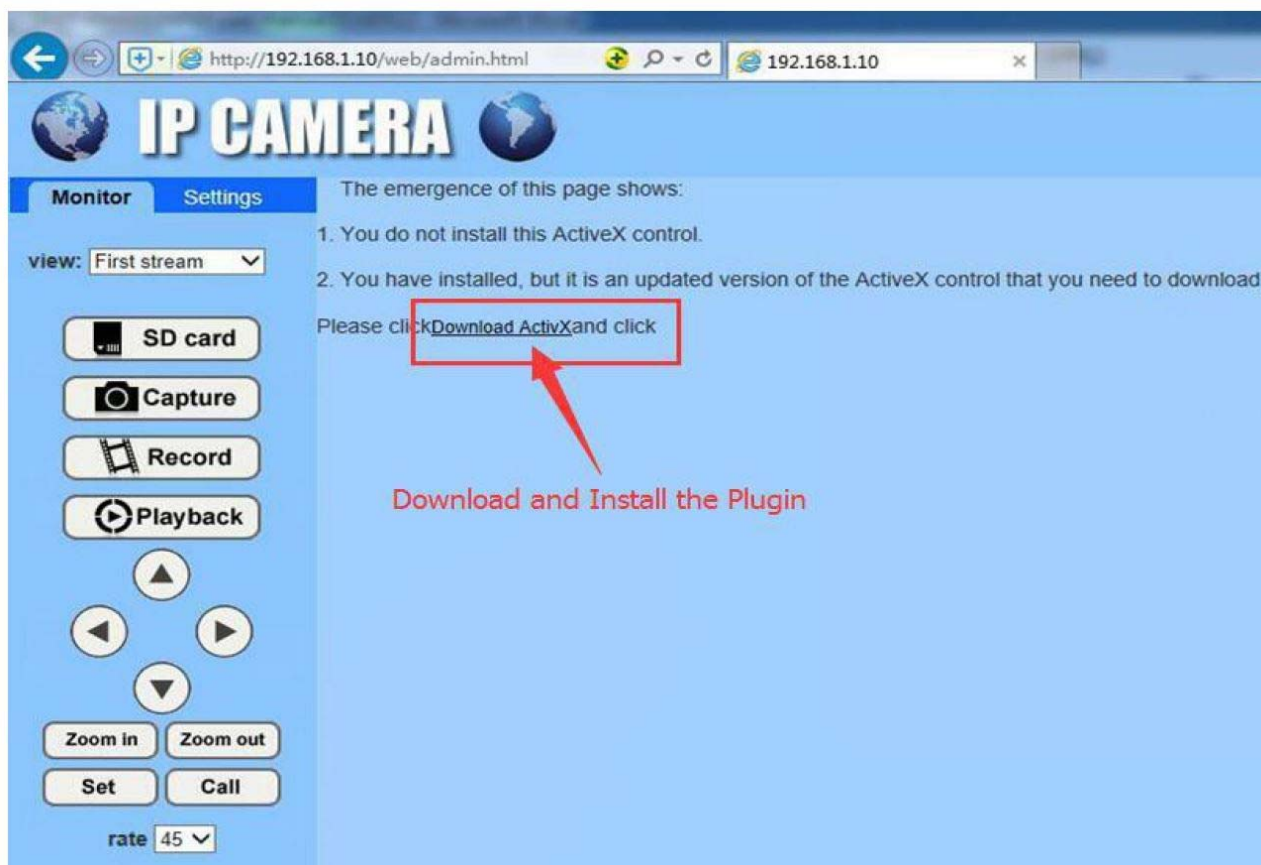 http://192.168.1.10/web/admin.html
192.168.1.10
IP CAMERA
Monitor
Settings
view: First stream
SD card
Capture
Record
Playback
Zoom in
Zoom out
Set
Call
rate 45
The emergence of this page shows:
1. You do not install this ActiveX control.
2. You have installed, but it is an updated version of the ActiveX control that you need to download
Please clickDownload ActivXand click
Download and Install the Plugin